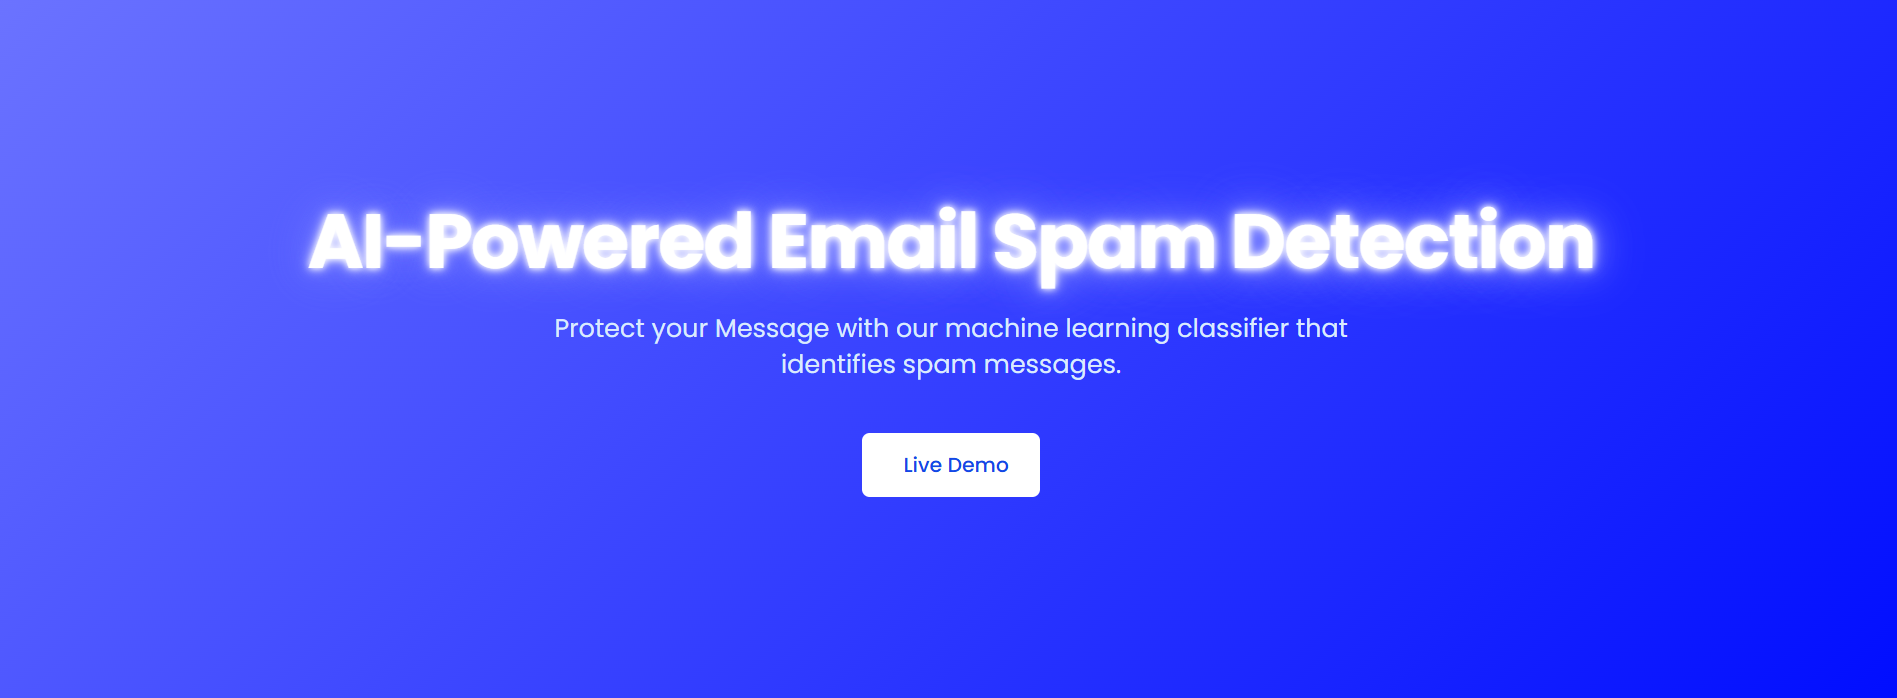 AI-Powered Email Spam Detection
Protect your Message with our machine learning classifier that
identifies spam messages.
Live Demo